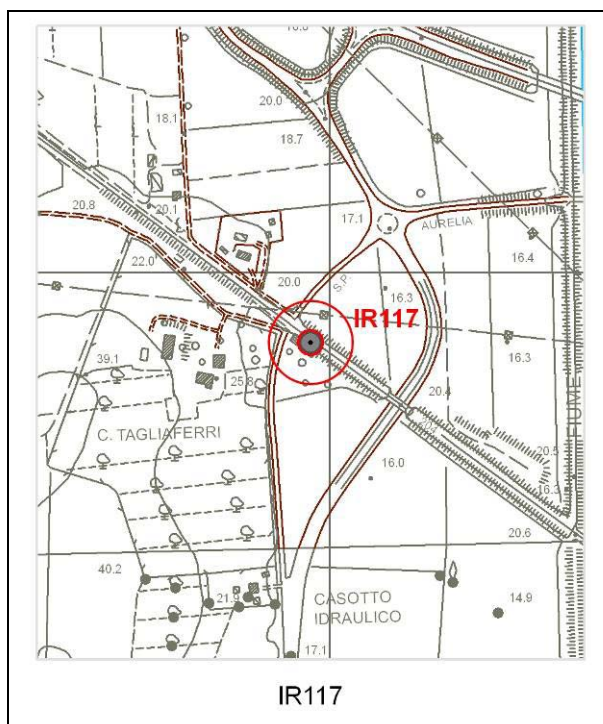 20.0
18.1
18.7
20.8
20.1
17.1
AURELIA
22.0
20.0
16.4
S.P.
16.3
IR117
16.3
39.1
25.8
20.4
FIUME
C. TAGLIAFERRI
20.5
16.0
16.3
20.6
40.2
21.9
CASOTTO
IDRAULICO
14.9
17.1
IR117